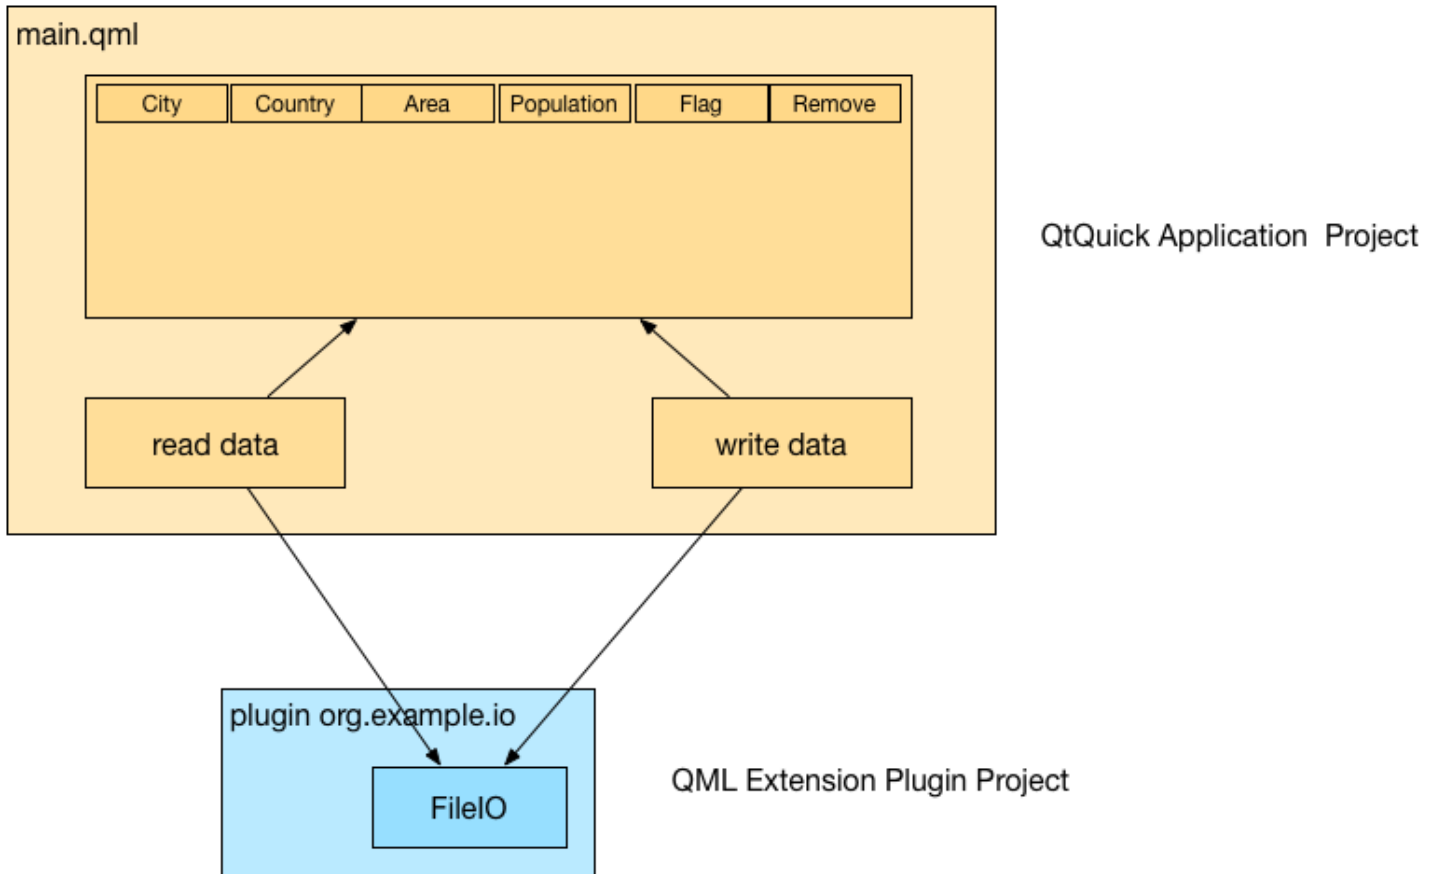 main.qml
City Country Area Population Flag Remove
QtQuick Application  Project
read data write data
plugin org.example.io
QML Extension Plugin Project
FileIO